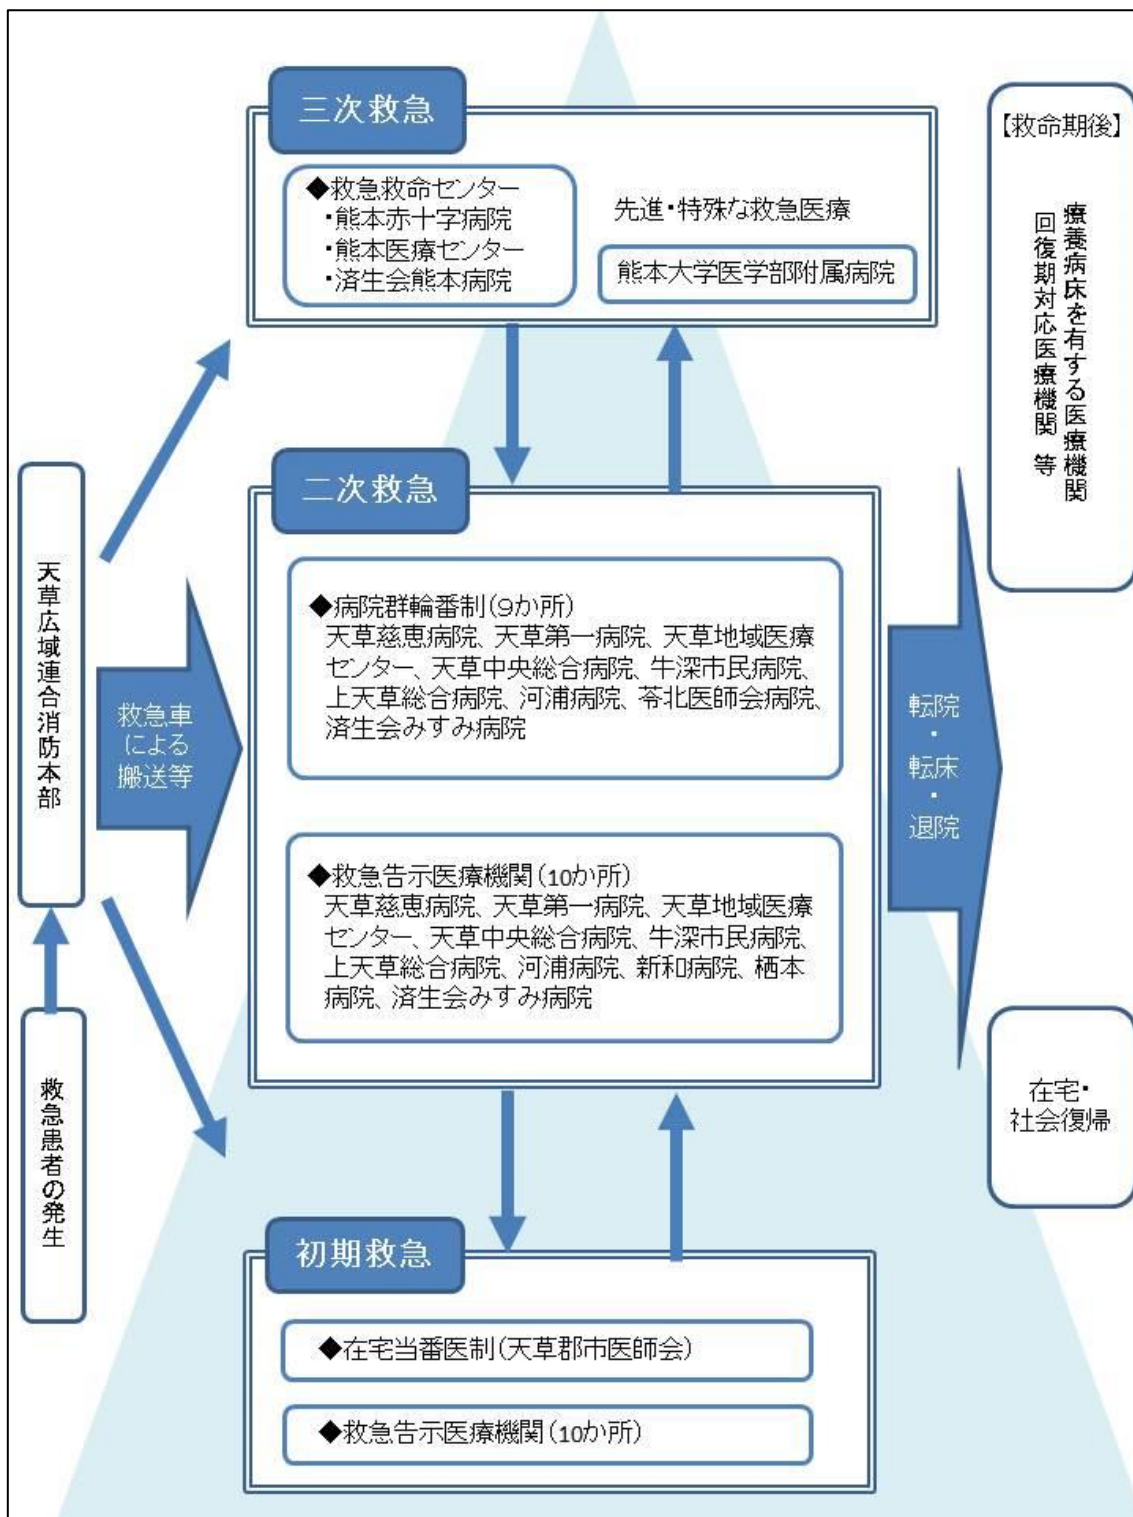 三次救急
◆救急救命センター
・熊本赤十字病院
・熊本医療センター
・済生会熊本病院
先進・特殊な救急医療
熊本大学医学部附属病院
【救命期後】
療養病床を有する医療機関
回復期対応医療機関 等
二次救急
◆病院群輪番制(9か所)
天草慈恵病院、天草第一病院、天草地域医療
センター、天草中央総合病院、牛深市民病院、
上天草総合病院、河浦病院、苓北医師会病院、
済生会みすみ病院
◆救急告示医療機関(10か所)
天草慈恵病院、天草第一病院、天草地域医療
センター、天草中央総合病院、牛深市民病院、
上天草総合病院、河浦病院、新和病院、栖本
病院、済生会みすみ病院
天草広域連合消防本部
救急車
による
搬送等
転院
・
転床
・
退院
救急患者の発生
在宅・
社会復帰
初期救急
◆在宅当番医制(天草郡市医師会)
◆救急告示医療機関(10か所)